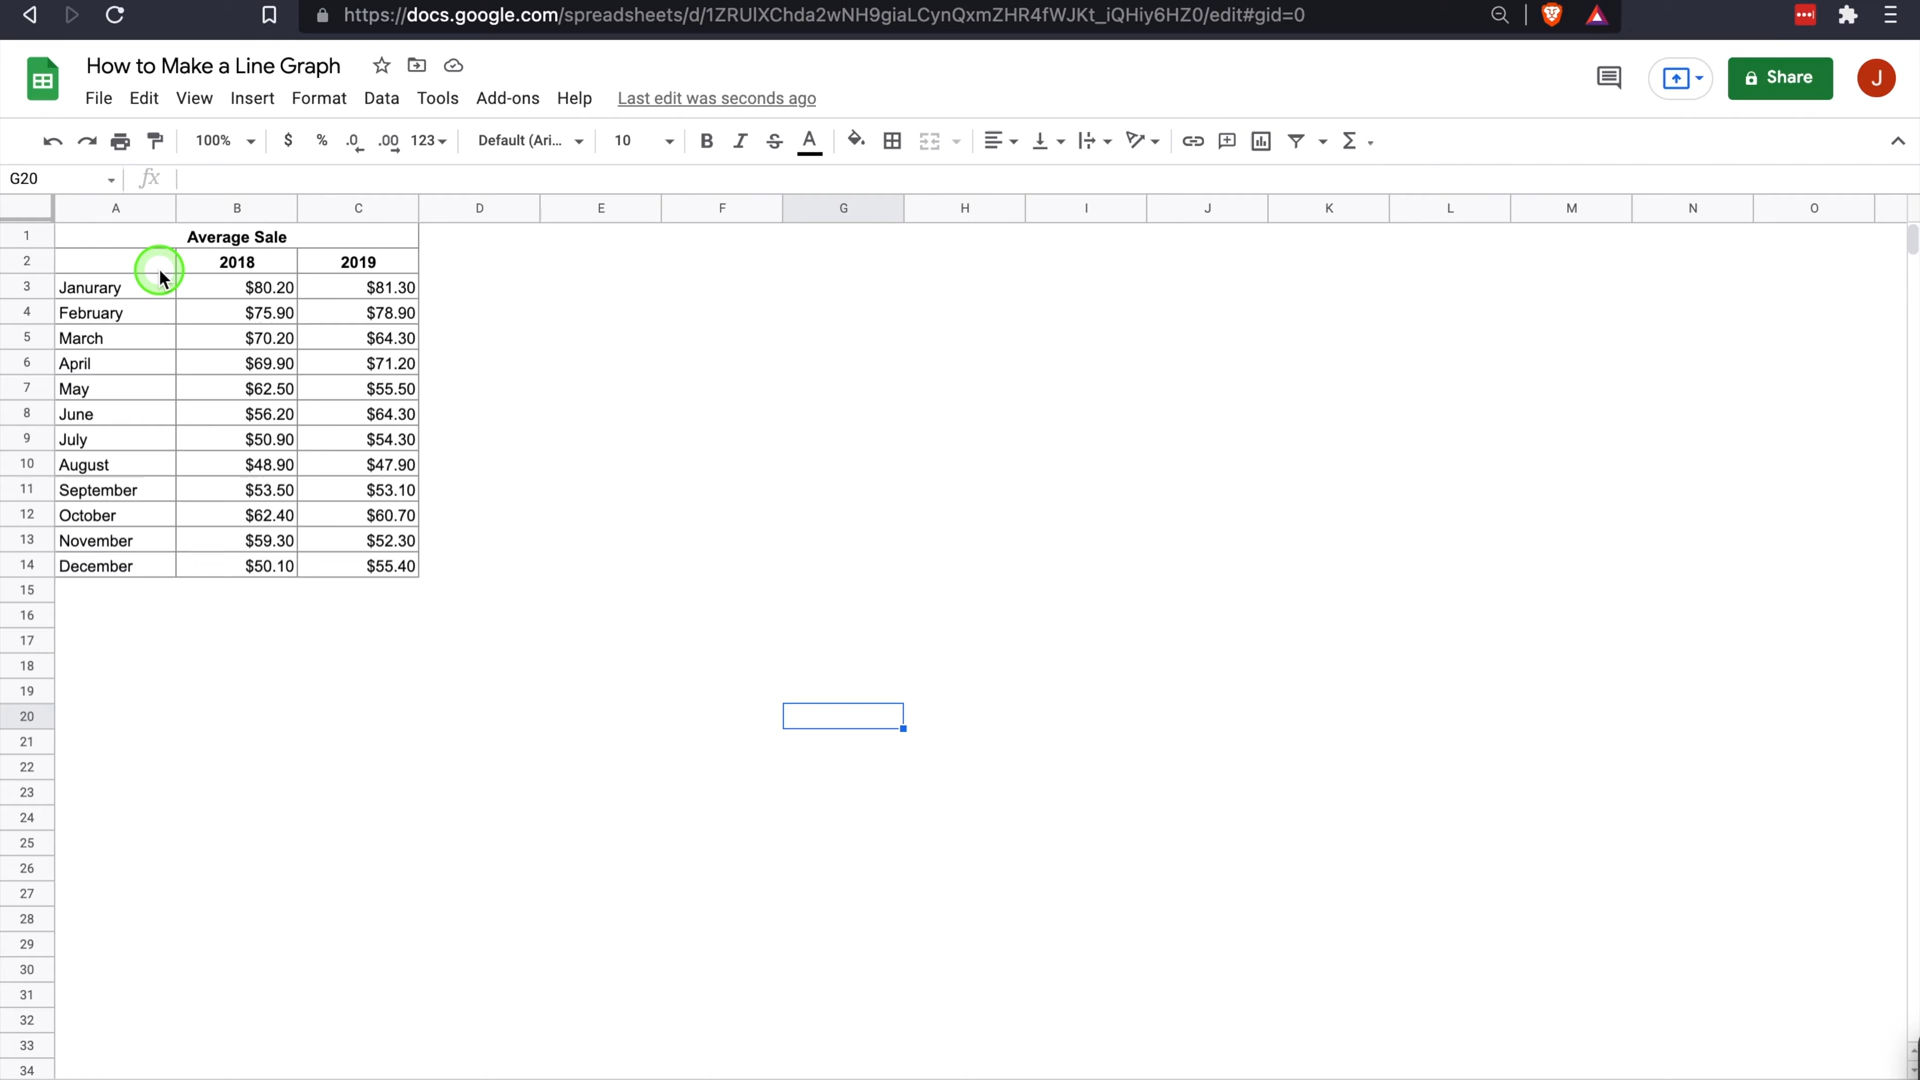 https://docs.google.com/spreadsheets/d/1ZRUlXChda2wNH9giaLCynQxmZHR4fWJKt_iQHiy6HZ0/edit#gid=0
How to Make a Line Graph
Share
J
File Edit View Insert Format Data Tools Add-ons Help Last edit was seconds ago
100% $ % .0 .00 123 Default (Ari... 10 B I S A Σ
G20 fx
A B C D E F G H I J K L M N O
1 Average Sale
2 2018 2019
3 Janurary $80.20 $81.30
4 February $75.90 $78.90
5 March $70.20 $64.30
6 April $69.90 $71.20
7 May $62.50 $55.50
8 June $56.20 $64.30
9 July $50.90 $54.30
10 August $48.90 $47.90
11 September $53.50 $53.10
12 October $62.40 $60.70
13 November $59.30 $52.30
14 December $50.10 $55.40
15
16
17
18
19
20
21
22
23
24
25
26
27
28
29
30
31
32
33
34